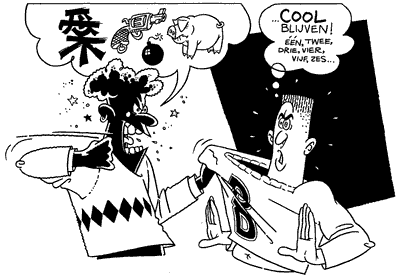 ...COOL
BLIJVEN!
ÉÉN, TWEE,
DRIE, VIER,
VIJF, ZES...